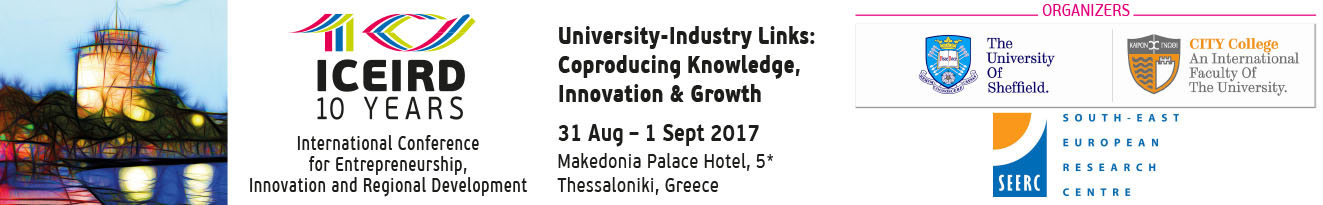 ICEIRD
10 YEARS
International Conference
for Entrepreneurship,
Innovation and Regional Development
University-Industry Links:
Coproducing Knowledge,
Innovation & Growth
31 Aug – 1 Sept 2017
Makedonia Palace Hotel, 5*
Thessaloniki, Greece
ORGANIZERS
The
University
Of
Sheffield.
ΚΑΙΡΟΝ ΓΝΩΘΙ
CITY College
An International
Faculty Of
The University.
SEERC
SOUTH-EAST
EUROPEAN
RESEARCH
CENTRE